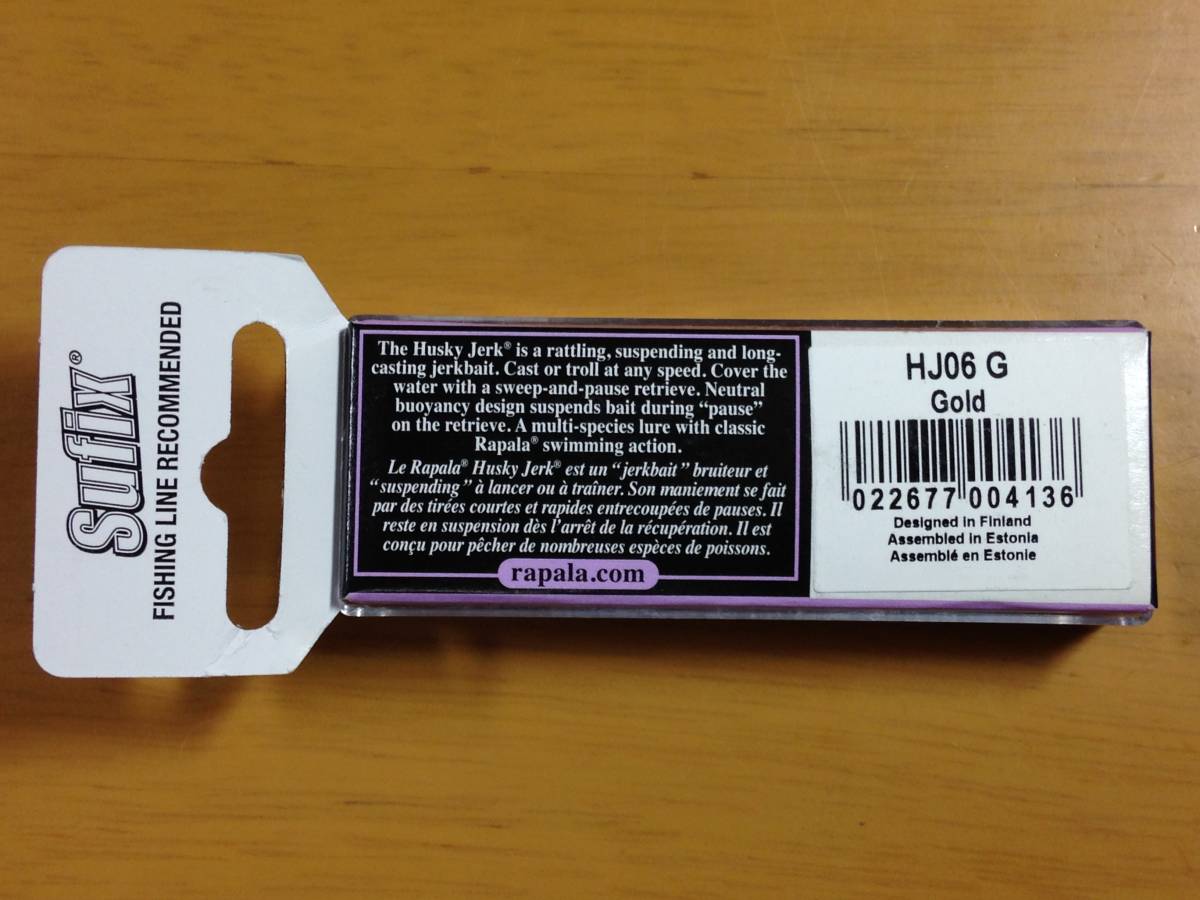 Sufix®
FISHING LINE RECOMMENDED
The Husky Jerk® is a rattling, suspending and long-
casting jerkbait. Cast or troll at any speed. Cover the
water with a sweep-and-pause retrieve. Neutral
buoyancy design suspends bait during “pause”
on the retrieve. A multi-species lure with classic
Rapala® swimming action.
Le Rapala® Husky Jerk® est un “jerkbait” bruiteur et
“suspending” à lancer ou à traîner. Son maniement se fait
par des tirées courtes et rapides entrecoupées de pauses. Il
reste en suspension dès l’arrêt de la récupération. Il est
conçu pour pêcher de nombreuses espèces de poissons.
rapala.com
HJ06 G
Gold
022677 004136
Designed in Finland
Assembled in Estonia
Assemblé en Estonie